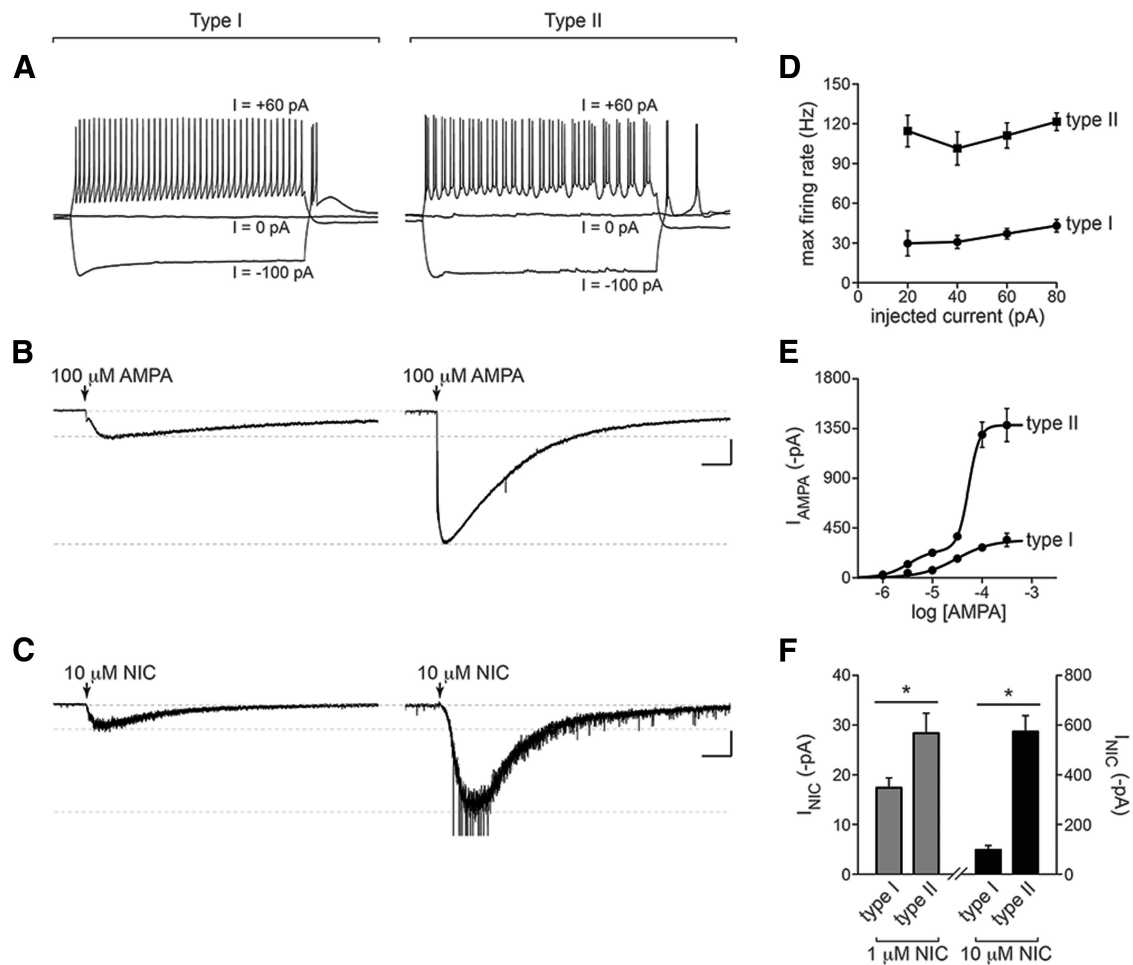 Type I
Type II
A
I = +60 pA
I = 0 pA
I = -100 pA
I = +60 pA
I = 0 pA
I = -100 pA
B
100 μM AMPA
100 μM AMPA
C
10 μM NIC
10 μM NIC
D
max firing rate (Hz)
150
120
90
60
30
0
0 20 40 60 80
injected current (pA)
type II
type I
E
I AMPA (-pA)
1800
1350
900
450
0
-6 -5 -4 -3
log [AMPA]
type II
type I
F
I NIC (-pA)
40
30
20
10
0
* *
800
600
400
200
0
I NIC (-pA)
type I type II type I type II
1 μM NIC 10 μM NIC